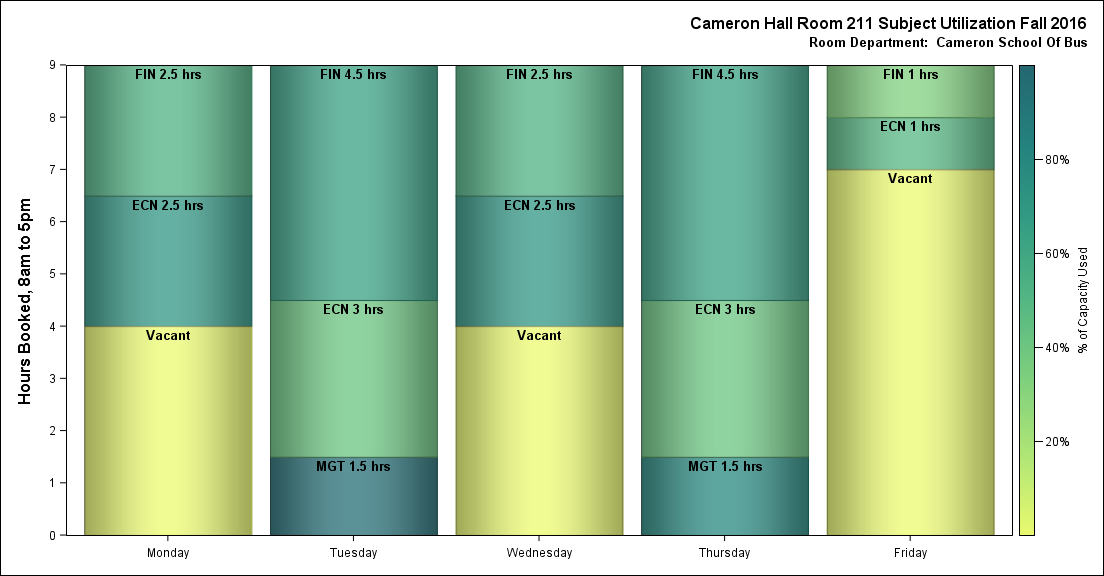 Cameron Hall Room 211 Subject Utilization Fall 2016
Room Department:  Cameron School Of Bus
Hours Booked, 8am to 5pm
9
8
7
6
5
4
3
2
1
0
FIN 2.5 hrs
ECN 2.5 hrs
Vacant
FIN 4.5 hrs
ECN 3 hrs
MGT 1.5 hrs
FIN 2.5 hrs
ECN 2.5 hrs
Vacant
FIN 4.5 hrs
ECN 3 hrs
MGT 1.5 hrs
FIN 1 hrs
ECN 1 hrs
Vacant
Monday
Tuesday
Wednesday
Thursday
Friday
80%
60%
40%
20%
% of Capacity Used